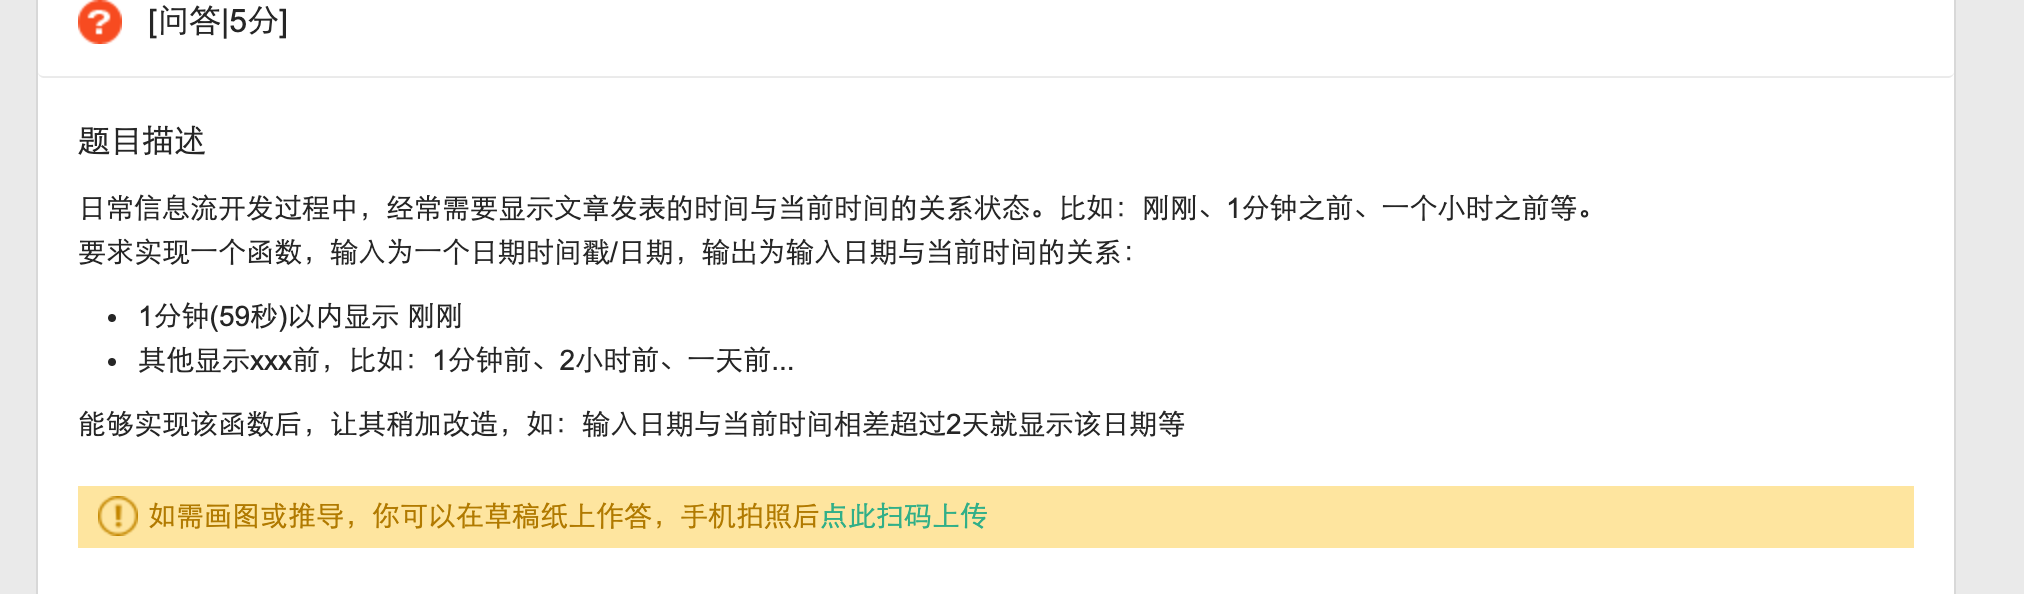 [问答|5分]
题目描述
日常信息流开发过程中，经常需要显示文章发表的时间与当前时间的关系状态。比如：刚刚、1分钟之前、一个小时之前等。
要求实现一个函数，输入为一个日期时间戳/日期，输出为输入日期与当前时间的关系：
• 1分钟(59秒)以内显示 刚刚
• 其他显示xxx前，比如：1分钟前、2小时前、一天前...
能够实现该函数后，让其稍加改造，如：输入日期与当前时间相差超过2天就显示该日期等
如需画图或推导，你可以在草稿纸上作答，手机拍照后点此扫码上传